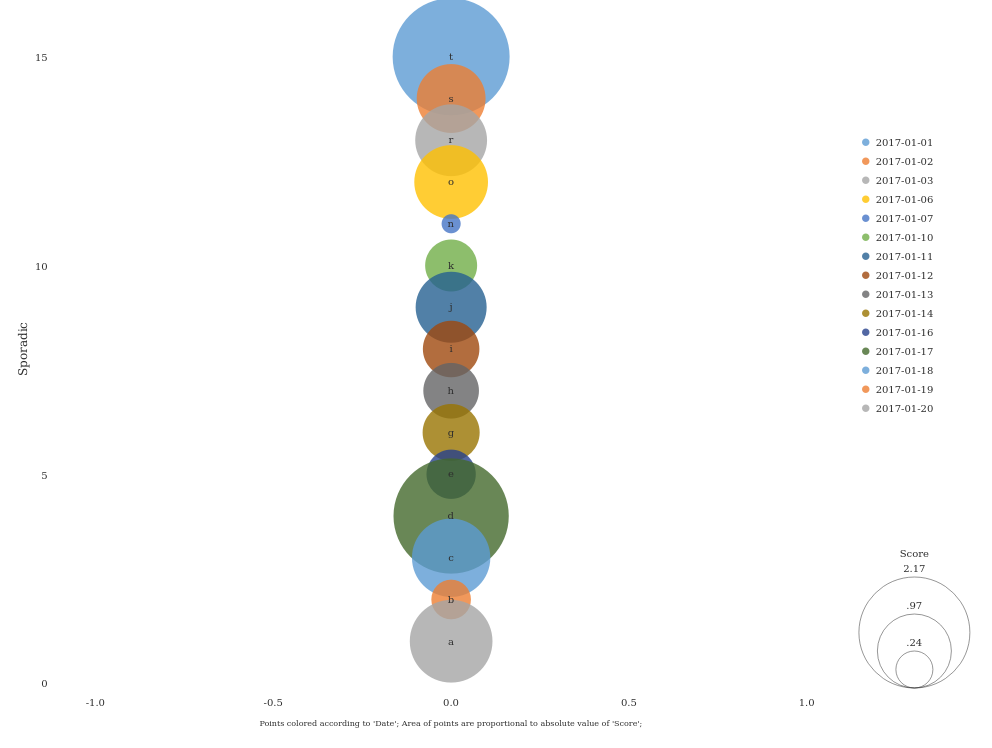 15
10
5
0
Sporadic
t
s
r
o
n
k
j
i
h
g
e
d
c
b
a
-1.0 -0.5 0.0 0.5 1.0
Points colored according to 'Date'; Area of points are proportional to absolute value of 'Score';
2017-01-01
2017-01-02
2017-01-03
2017-01-06
2017-01-07
2017-01-10
2017-01-11
2017-01-12
2017-01-13
2017-01-14
2017-01-16
2017-01-17
2017-01-18
2017-01-19
2017-01-20
Score
2.17
.97
.24